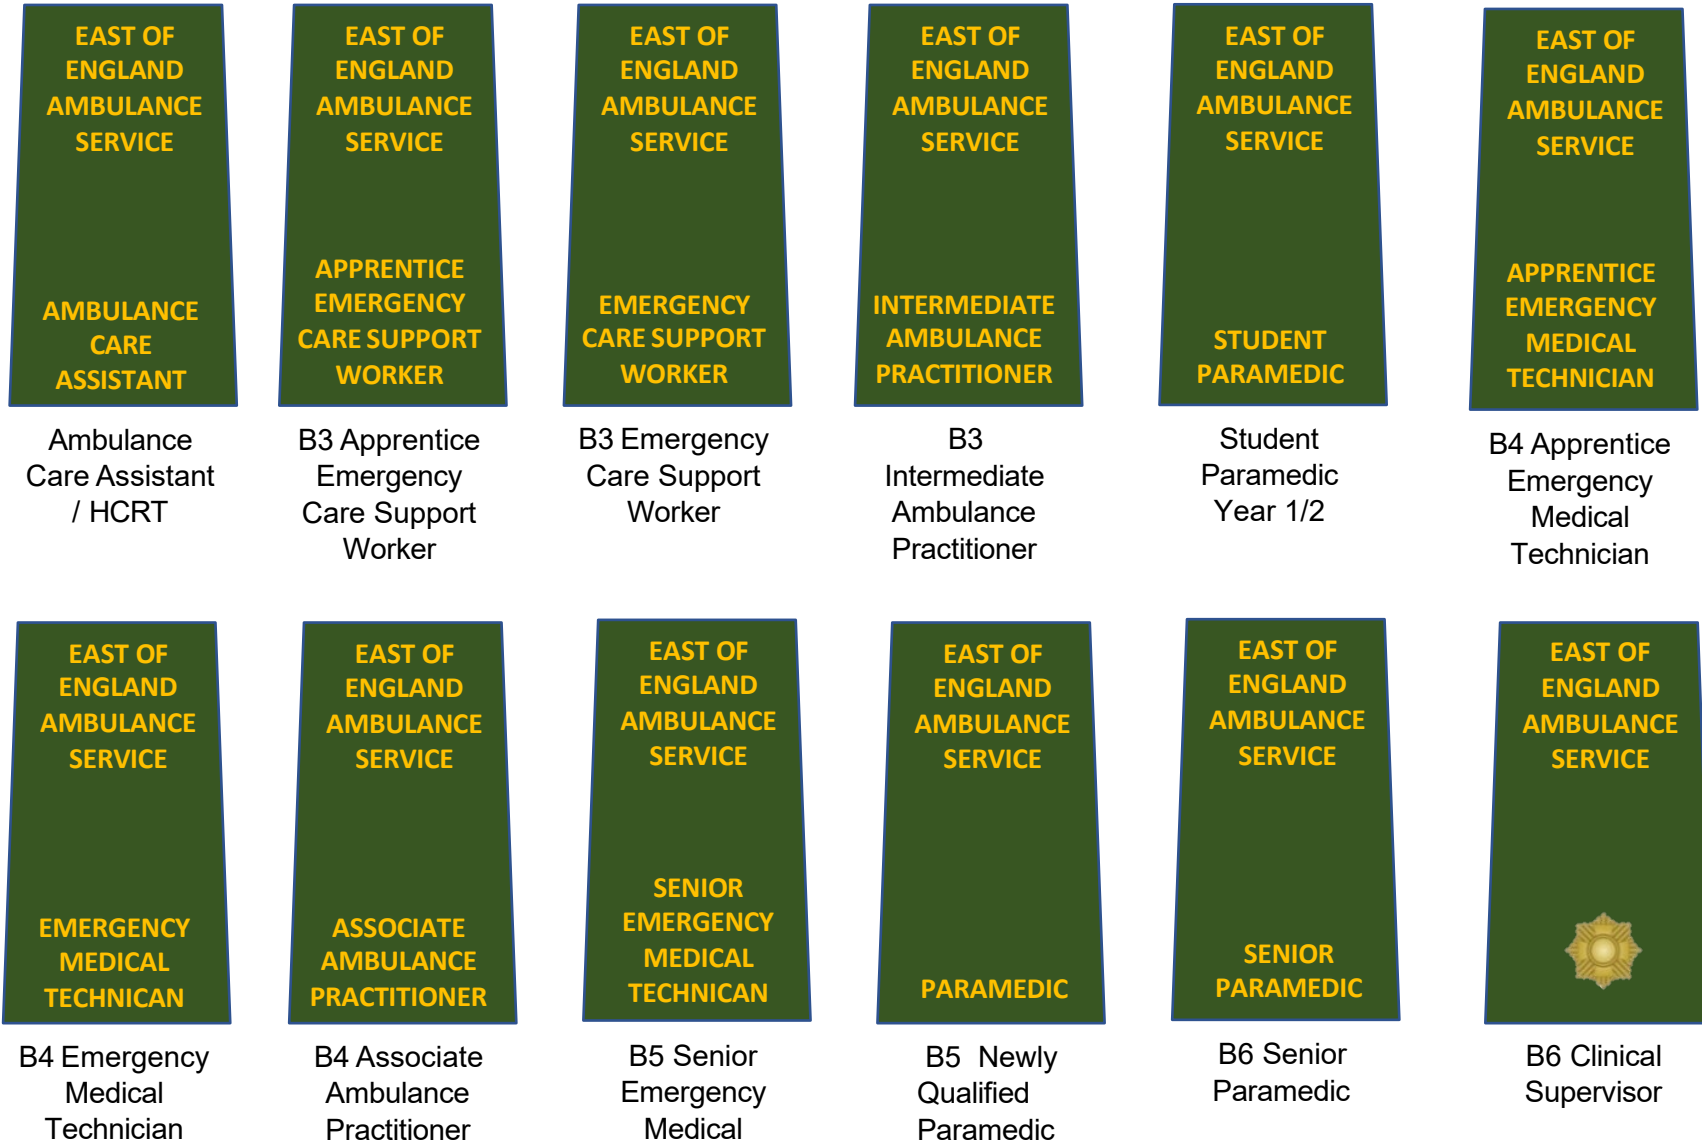 EAST OF
ENGLAND
AMBULANCE
SERVICE
AMBULANCE
CARE
ASSISTANT
Ambulance
Care Assistant
/ HCRT
EAST OF
ENGLAND
AMBULANCE
SERVICE
APPRENTICE
EMERGENCY
CARE SUPPORT
WORKER
B3 Apprentice
Emergency
Care Support
Worker
EAST OF
ENGLAND
AMBULANCE
SERVICE
EMERGENCY
CARE SUPPORT
WORKER
B3 Emergency
Care Support
Worker
EAST OF
ENGLAND
AMBULANCE
SERVICE
INTERMEDIATE
AMBULANCE
PRACTITIONER
B3
Intermediate
Ambulance
Practitioner
EAST OF
ENGLAND
AMBULANCE
SERVICE
STUDENT
PARAMEDIC
Student
Paramedic
Year 1/2
EAST OF
ENGLAND
AMBULANCE
SERVICE
APPRENTICE
EMERGENCY
MEDICAL
TECHNICIAN
B4 Apprentice
Emergency
Medical
Technician
EAST OF
ENGLAND
AMBULANCE
SERVICE
EMERGENCY
MEDICAL
TECHNICAN
B4 Emergency
Medical
Technician
EAST OF
ENGLAND
AMBULANCE
SERVICE
ASSOCIATE
AMBULANCE
PRACTITIONER
B4 Associate
Ambulance
Practitioner
EAST OF
ENGLAND
AMBULANCE
SERVICE
SENIOR
EMERGENCY
MEDICAL
TECHNICAN
B5 Senior
Emergency
Medical
EAST OF
ENGLAND
AMBULANCE
SERVICE
PARAMEDIC
B5 Newly
Qualified
Paramedic
EAST OF
ENGLAND
AMBULANCE
SERVICE
SENIOR
PARAMEDIC
B6 Senior
Paramedic
EAST OF
ENGLAND
AMBULANCE
SERVICE
B6 Clinical
Supervisor